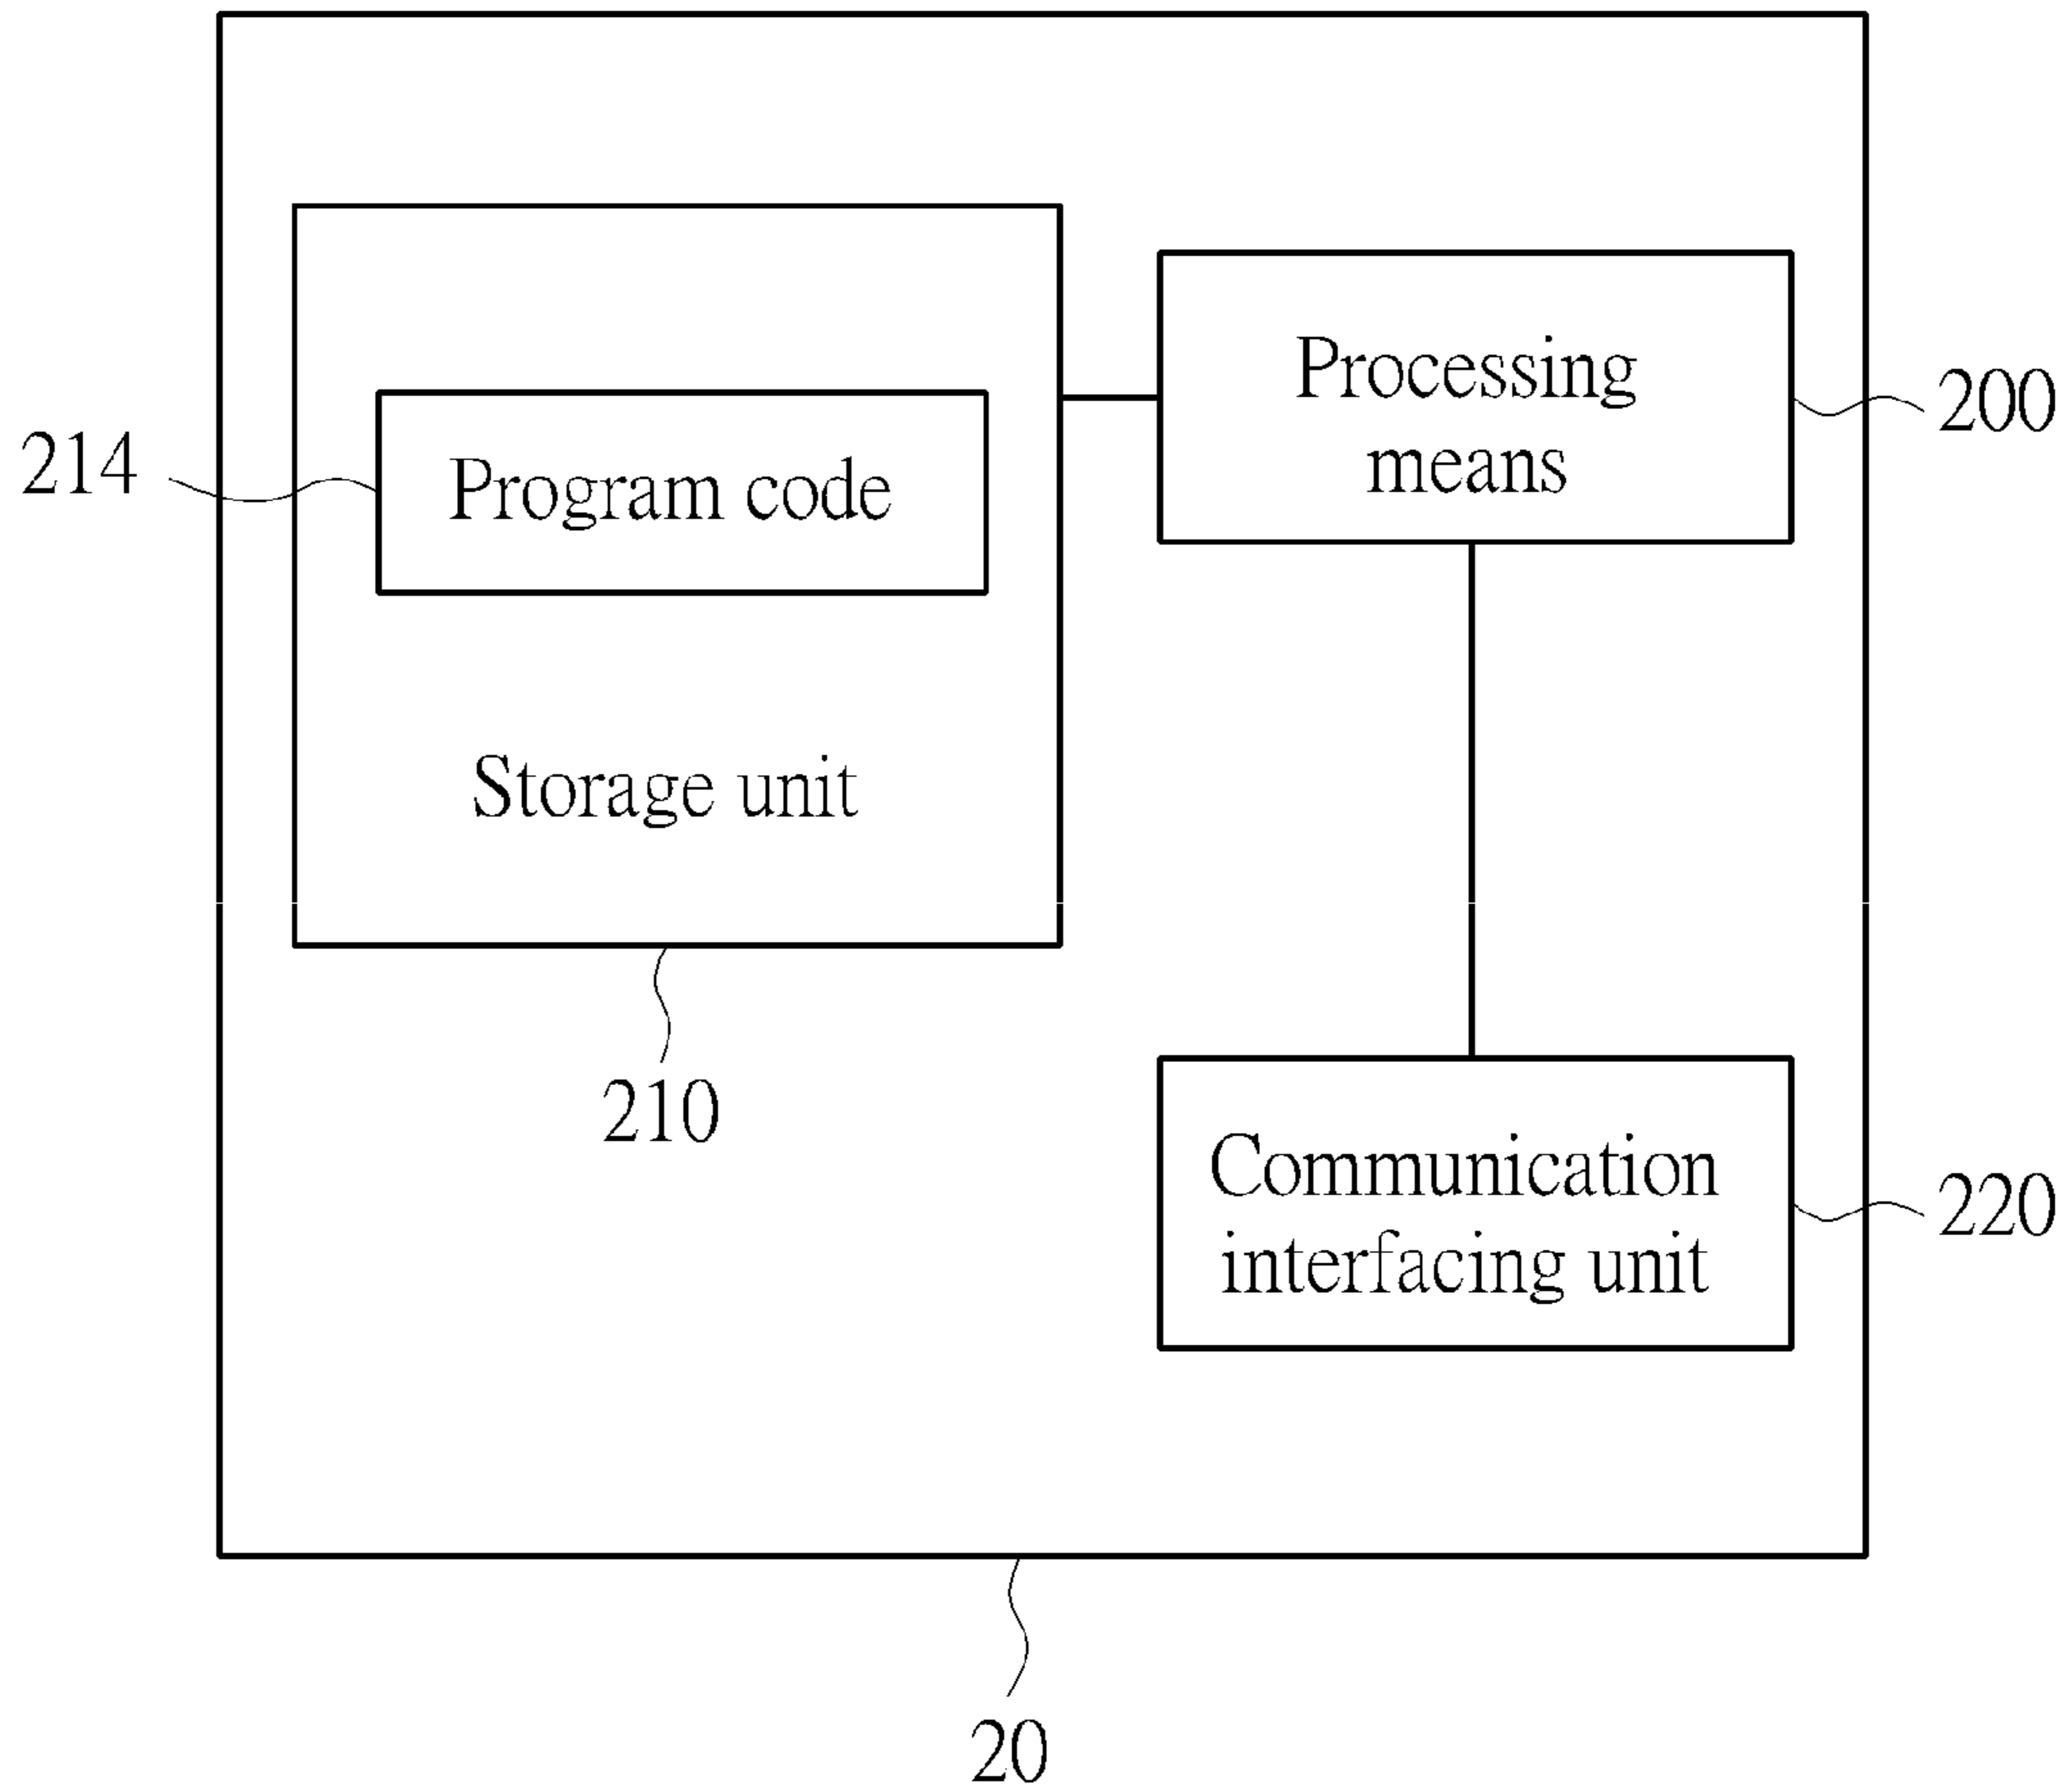 Processing
means
200
214
Program code
Storage unit
210
Communication
interfacing unit
220
20